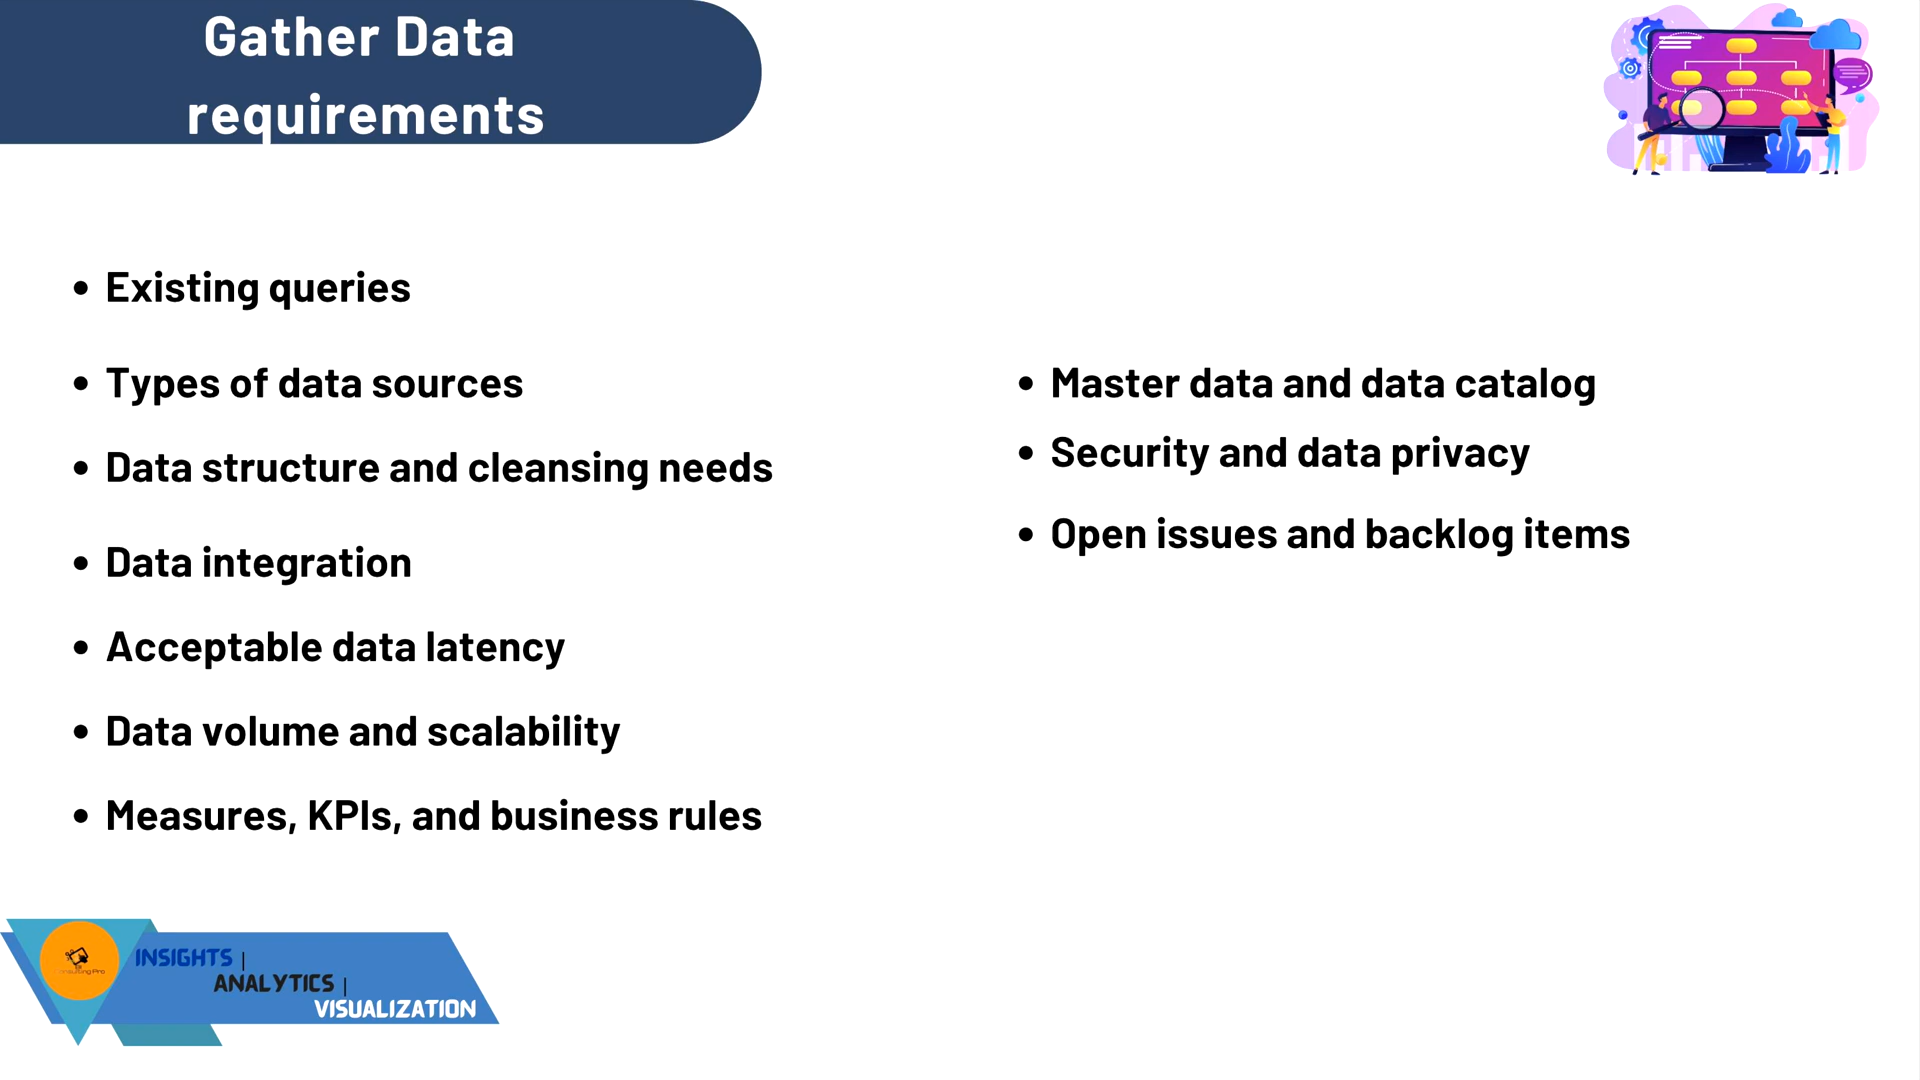 Gather Data
requirements
• Existing queries
• Types of data sources
• Data structure and cleansing needs
• Data integration
• Acceptable data latency
• Data volume and scalability
• Measures, KPIs, and business rules
• Master data and data catalog
• Security and data privacy
• Open issues and backlog items
INSIGHTS |
ANALYTICS |
VISUALIZATION